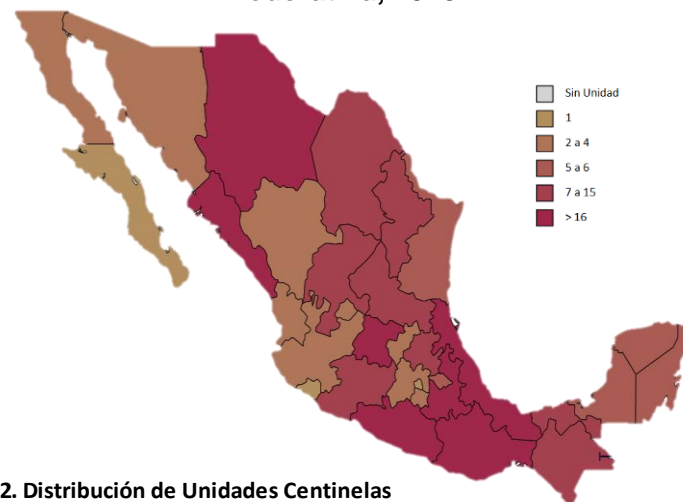 Sin Unidad
1
2 a 4
5 a 6
7 a 15
> 16
2. Distribución de Unidades Centinelas